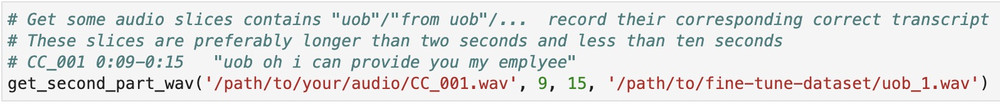 # Get some audio slices contains "uob"/"from uob"/...  record their corresponding correct transcript
# These slices are preferably longer than two seconds and less than ten seconds
# CC_001 0:09-0:15   "uob oh i can provide you my emplyee"
get_second_part_wav('/path/to/your/audio/CC_001.wav', 9, 15, '/path/to/fine-tune-dataset/uob_1.wav')